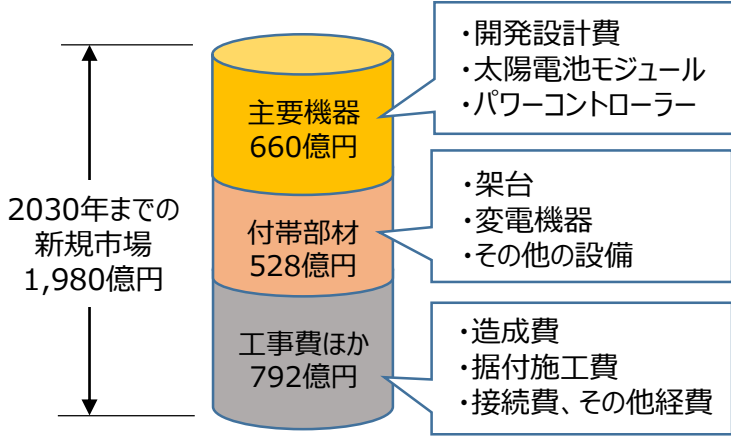 2030年までの
新規市場
1,980億円
主要機器
660億円
・開発設計費
・太陽電池モジュール
・パワーコントローラー
付帯部材
528億円
・架台
・変電機器
・その他の設備
工事費ほか
792億円
・造成費
・据付施工費
・接続費、その他経費